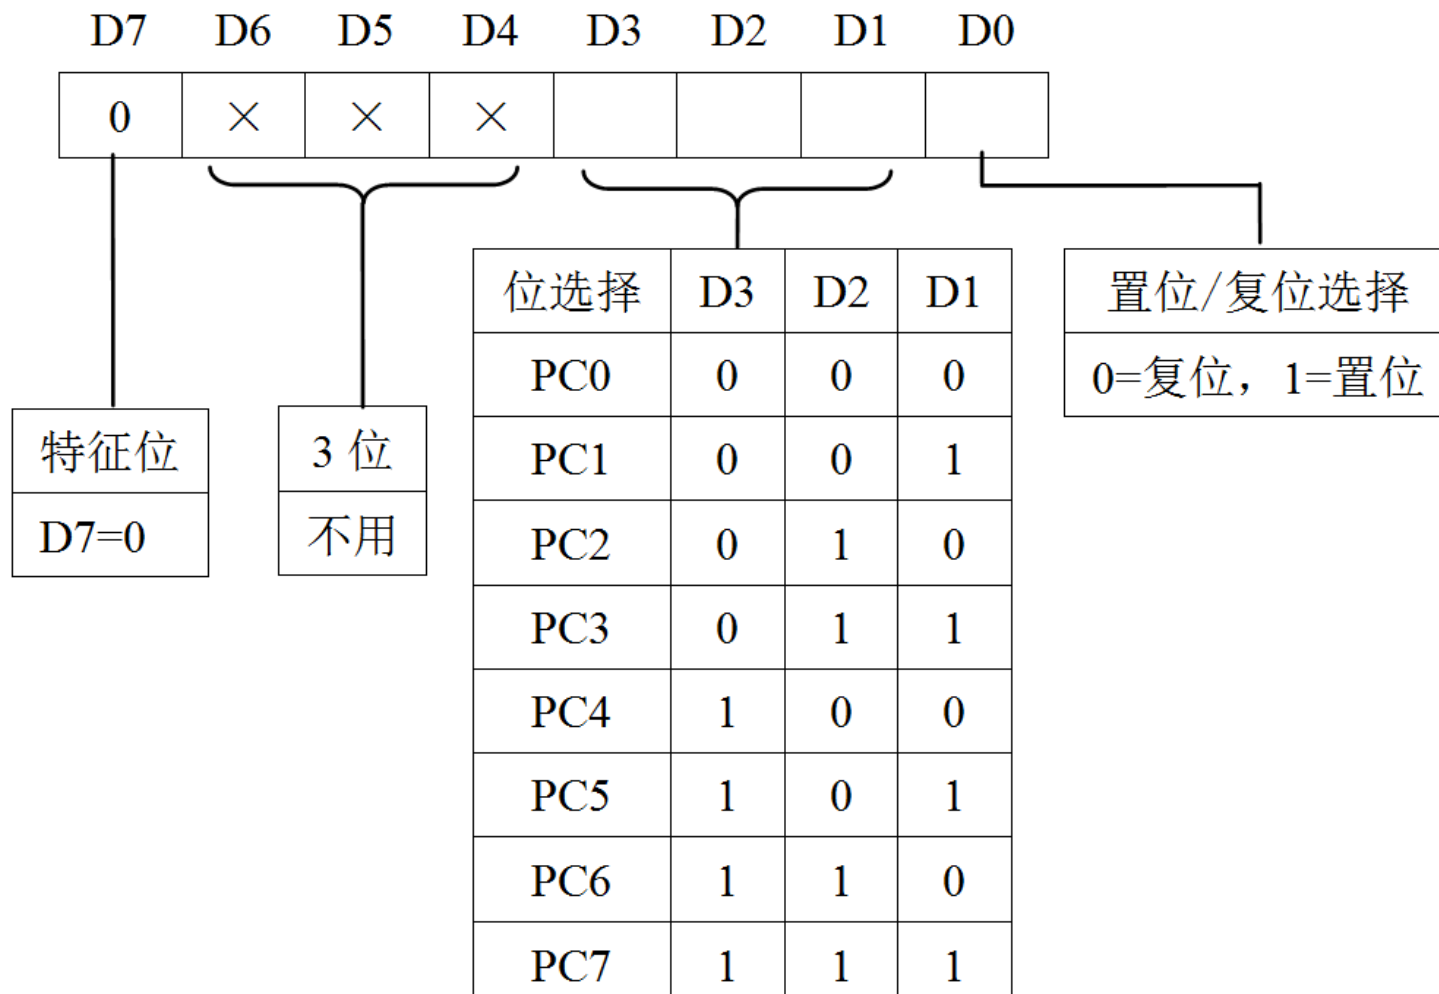 D7 D6 D5 D4 D3 D2 D1 D0
0 × × ×
特征位
D7=0
3 位
不用
位选择 D3 D2 D1
PC0 0 0 0
PC1 0 0 1
PC2 0 1 0
PC3 0 1 1
PC4 1 0 0
PC5 1 0 1
PC6 1 1 0
PC7 1 1 1
置位/复位选择
0=复位，1=置位